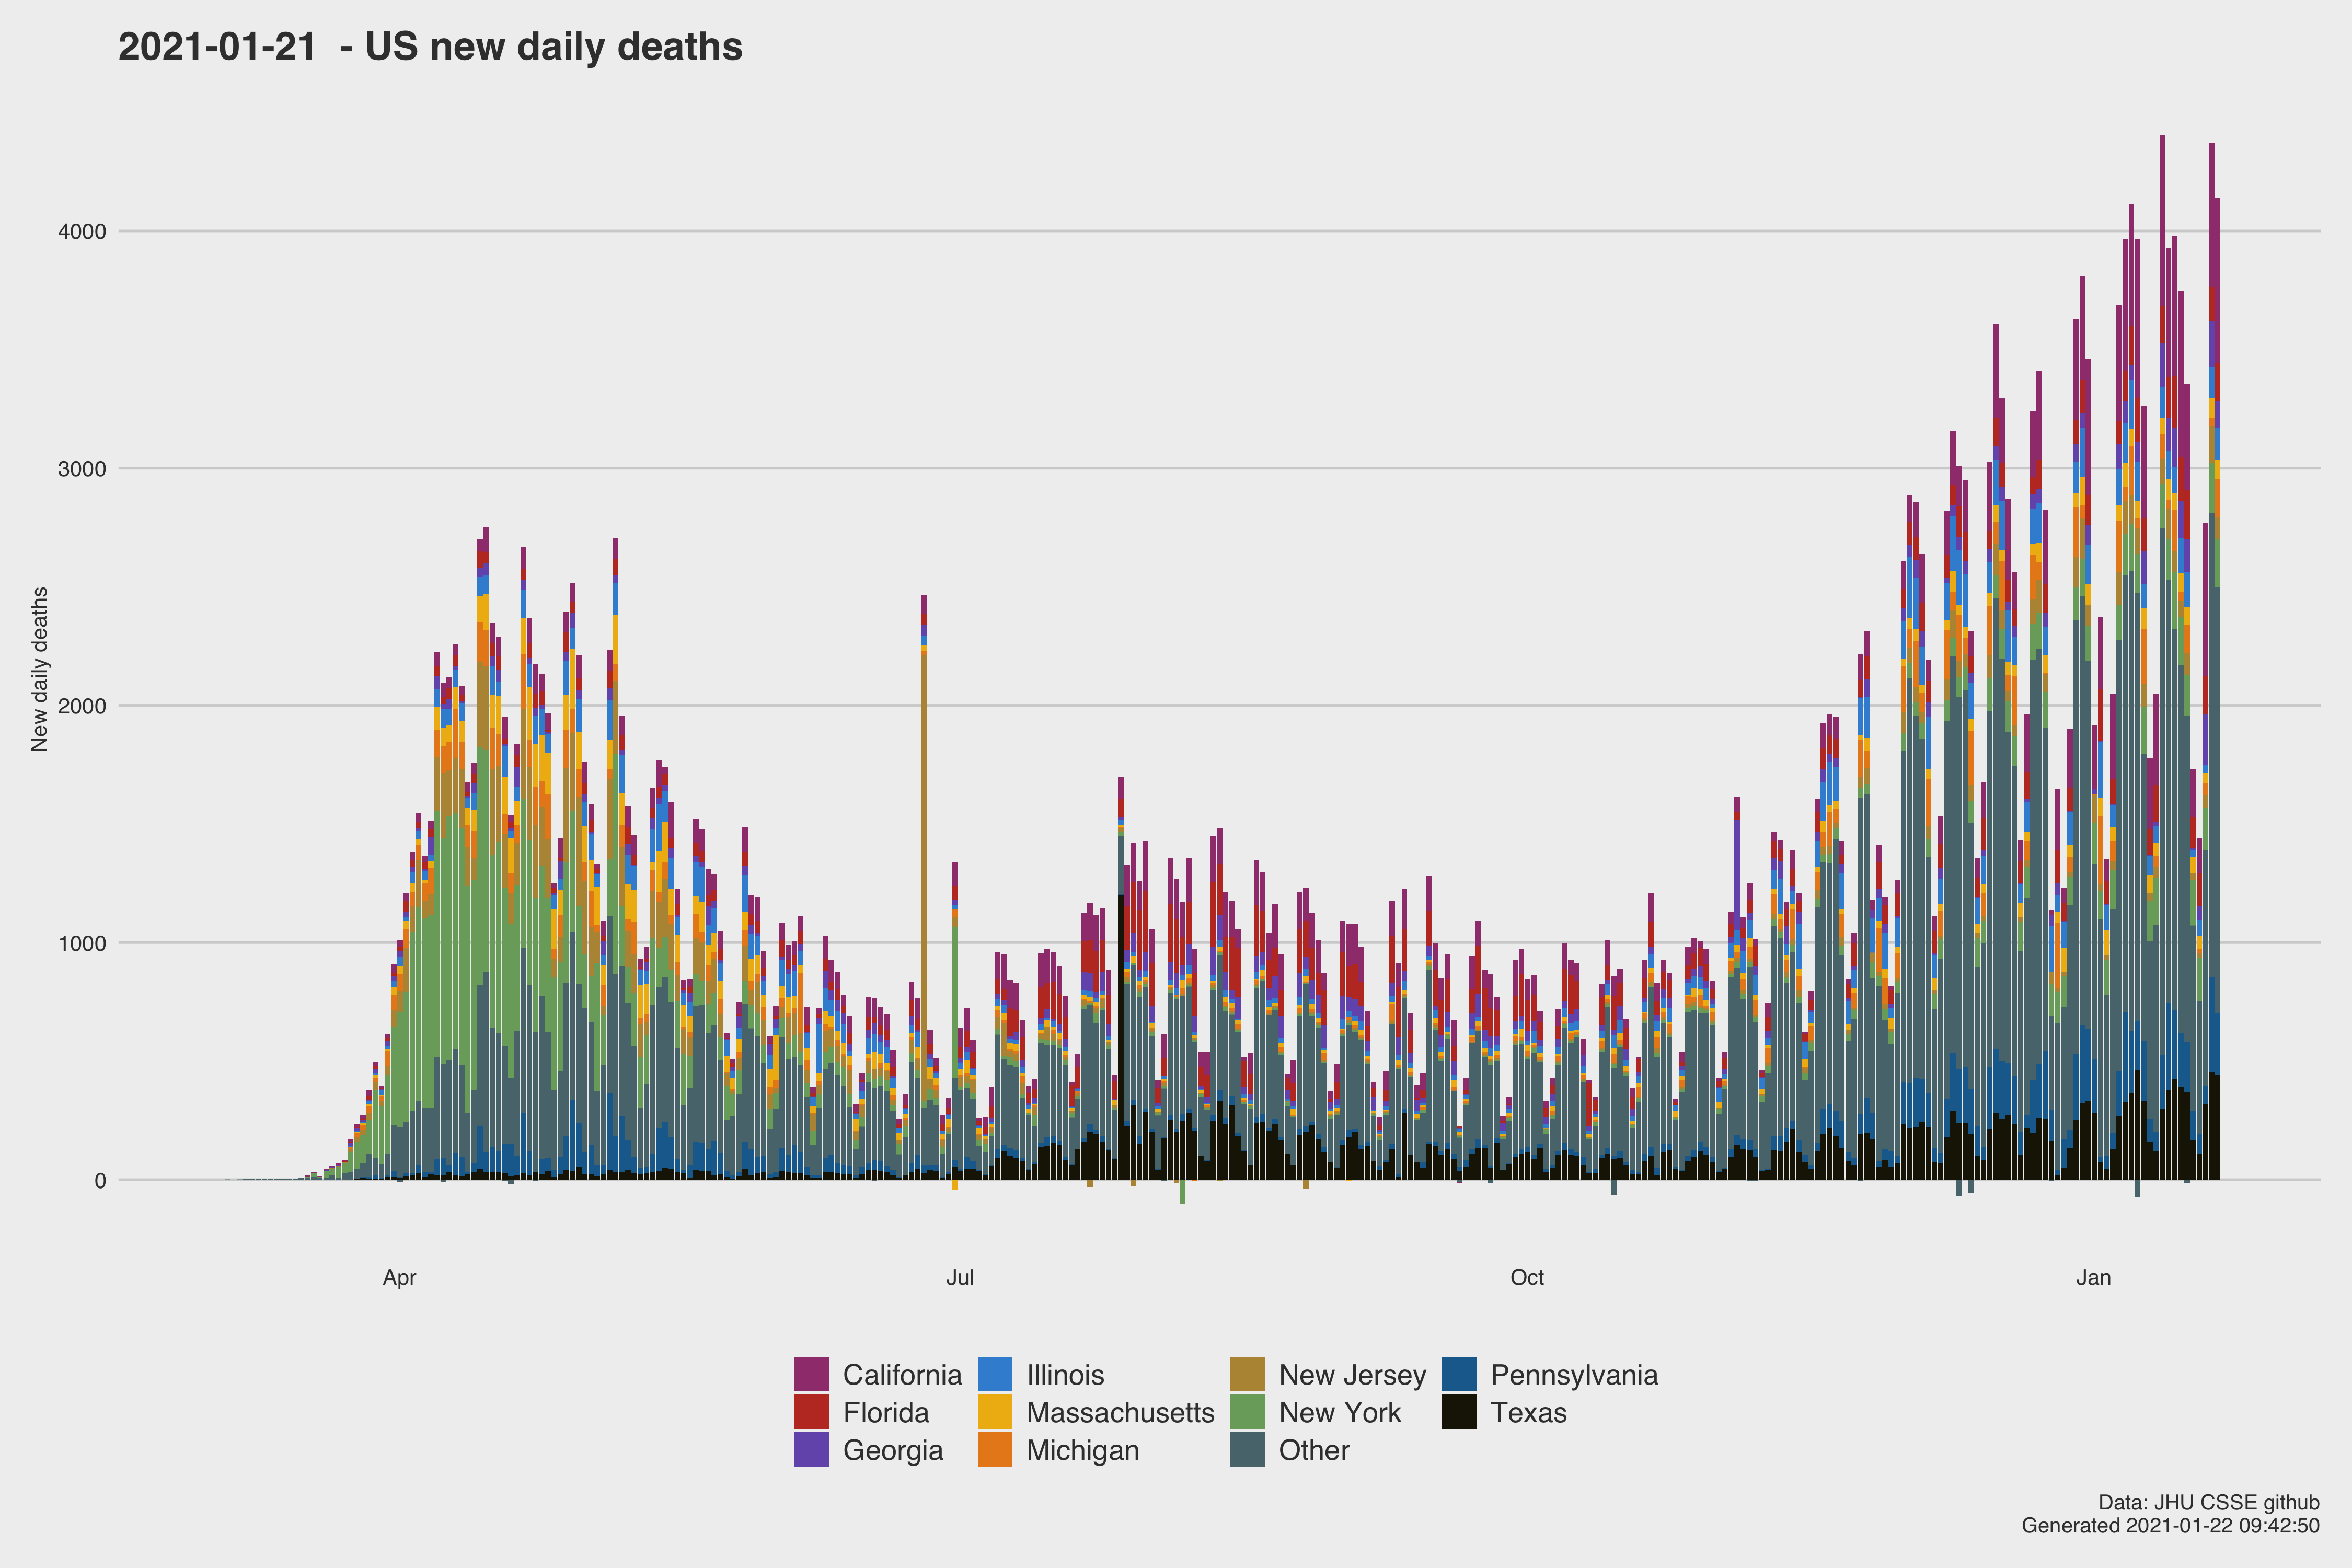 2021-01-21  - US new daily deaths
New daily deaths
4000
3000
2000
1000
0
Apr
Jul
Oct
Jan
California
Florida
Georgia
Illinois
Massachusetts
Michigan
New Jersey
New York
Other
Pennsylvania
Texas
Data: JHU CSSE github
Generated 2021-01-22 09:42:50